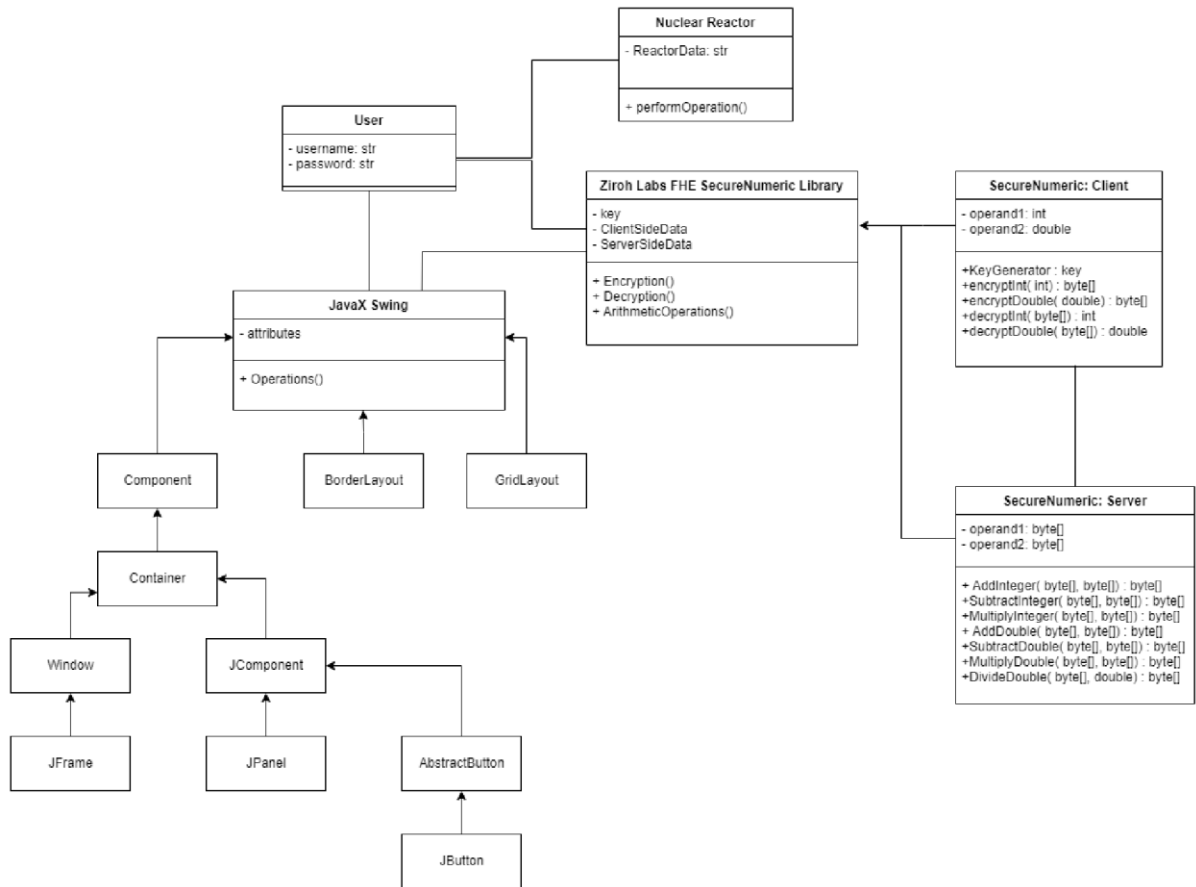 Nuclear Reactor
- ReactorData: str
+ performOperation()
User
- username: str
- password: str
Ziroh Labs FHE SecureNumeric Library
- key
- ClientSideData
- ServerSideData
+ Encryption()
+ Decryption()
+ ArithmeticOperations()
SecureNumeric: Client
- operand1: int
- operand2: double
+KeyGenerator : key
+encryptInt( int) : byte[]
+encryptDouble( double) : byte[]
+decryptInt( byte[]) : int
+decryptDouble( byte[]) : double
JavaX Swing
- attributes
+ Operations()
Component
BorderLayout
GridLayout
SecureNumeric: Server
- operand1: byte[]
- operand2: byte[]
+ AddInteger( byte[], byte[]) : byte[]
+SubtractInteger( byte[], byte[]) : byte[]
+MultiplyInteger( byte[], byte[]) : byte[]
+ AddDouble( byte[], byte[]) : byte[]
+SubtractDouble( byte[], byte[]) : byte[]
+MultiplyDouble( byte[], byte[]) : byte[]
+DivideDouble( byte[], double) : byte[]
Container
Window
JComponent
JFrame
JPanel
AbstractButton
JButton